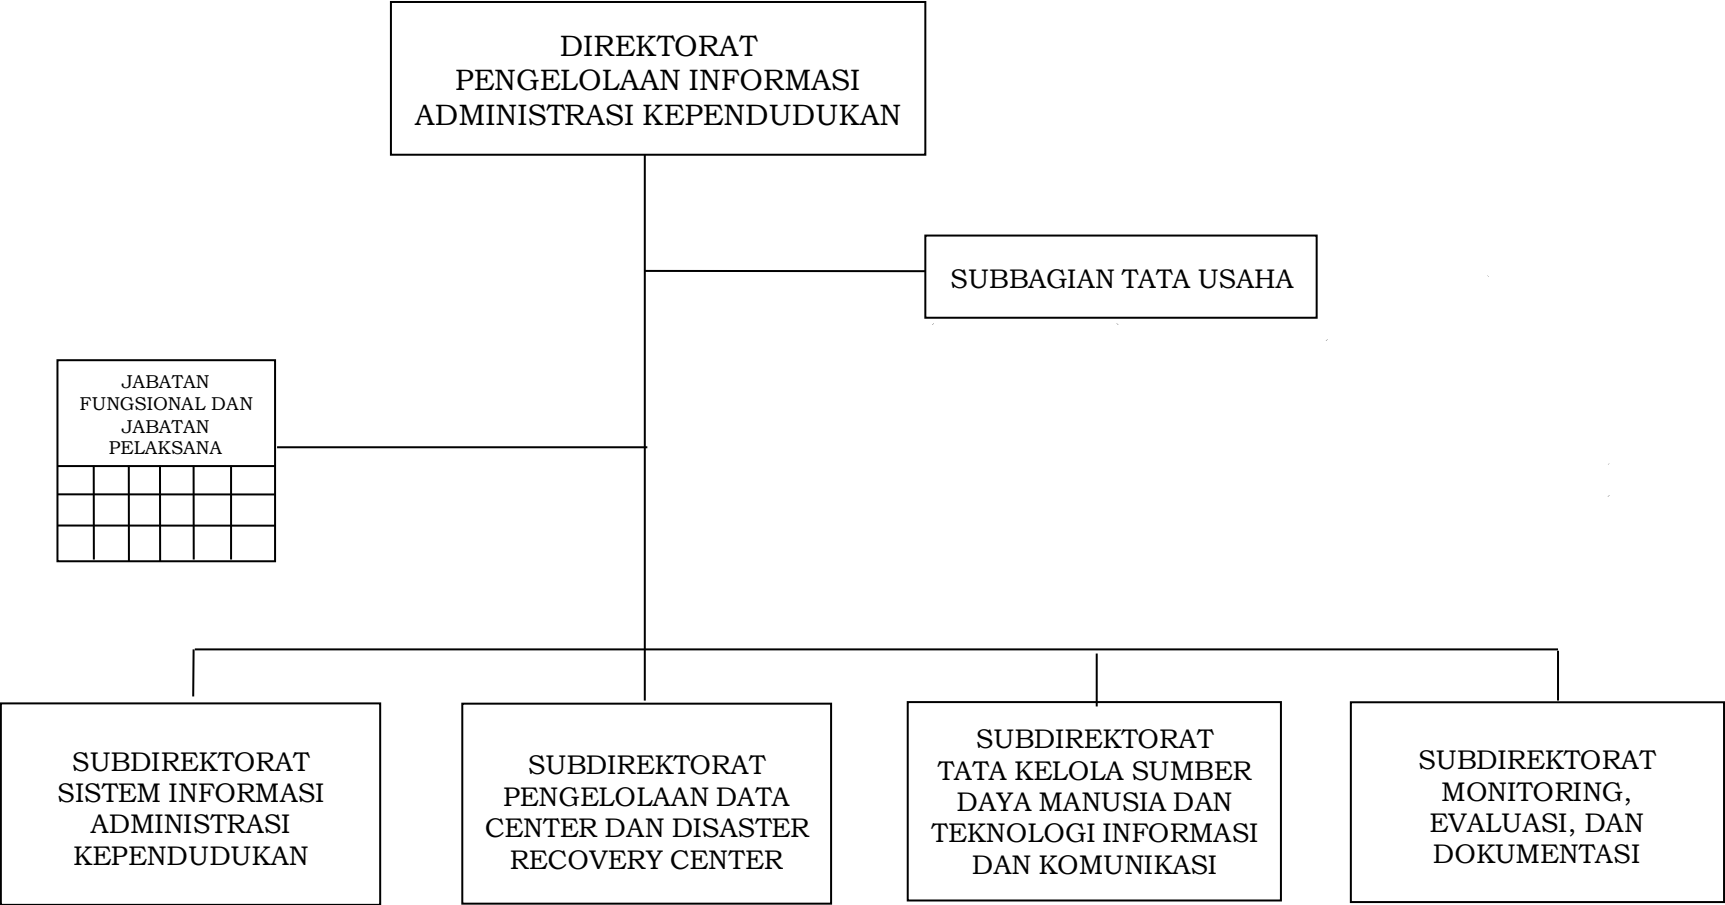 DIREKTORAT
PENGELOLAAN INFORMASI
ADMINISTRASI KEPENDUDUKAN
SUBBAGIAN TATA USAHA
JABATAN
FUNGSIONAL DAN
JABATAN
PELAKSANA
SUBDIREKTORAT
SISTEM INFORMASI
ADMINISTRASI
KEPENDUDUKAN
SUBDIREKTORAT
PENGELOLAAN DATA
CENTER DAN DISASTER
RECOVERY CENTER
SUBDIREKTORAT
TATA KELOLA SUMBER
DAYA MANUSIA DAN
TEKNOLOGI INFORMASI
DAN KOMUNIKASI
SUBDIREKTORAT
MONITORING,
EVALUASI, DAN
DOKUMENTASI